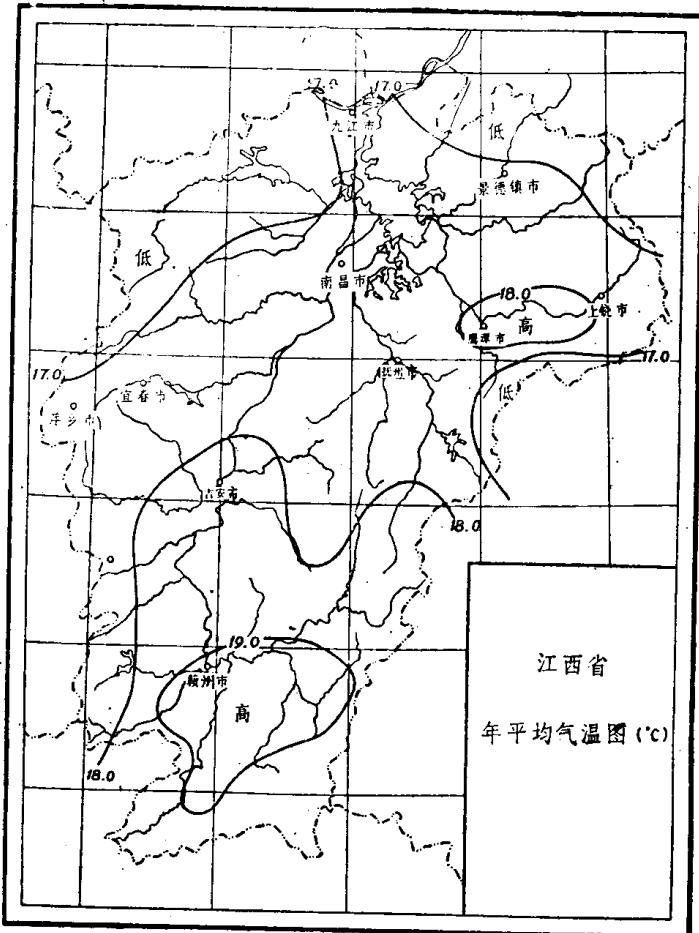 17.0
17.0
九江市
低
景德镇市
低
南昌市
18.0
上饶市
高
鹰潭市
17.0
17.0
抚州市
低
宜春市
萍乡市
吉安市
18.0
19.0
赣州市
高
18.0
江西省
年平均气温图(℃)